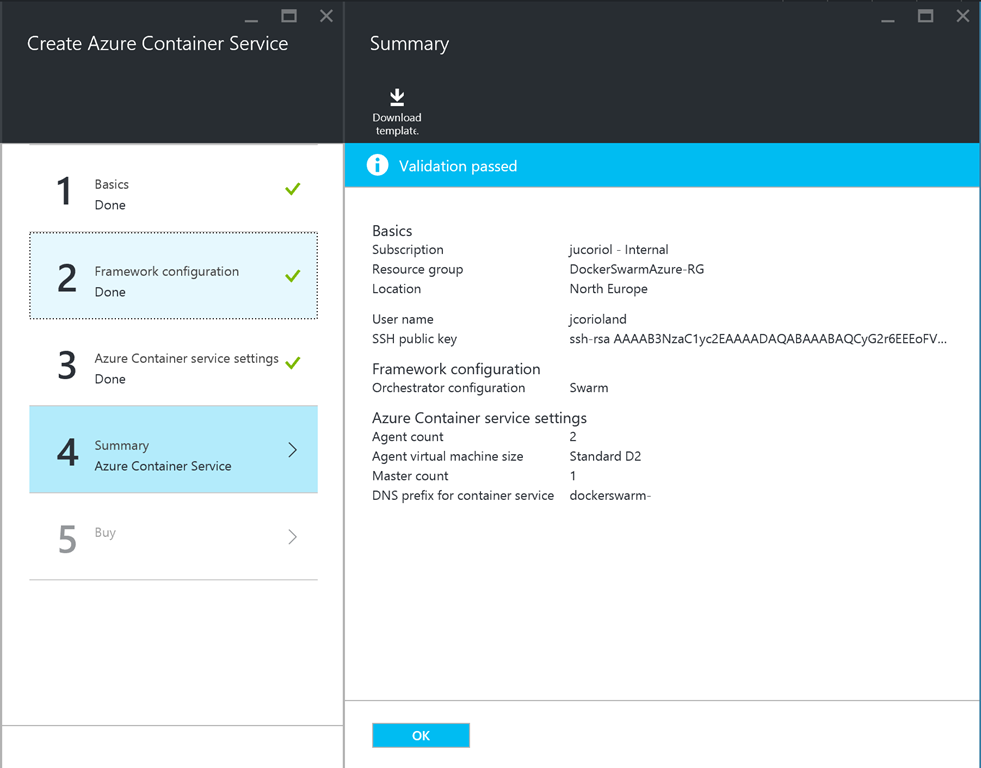 Create Azure Container Service
1
Basics
Done
2
Framework configuration
Done
3
Azure Container service settings
Done
4
Summary
Azure Container Service
5
Buy
Summary
Download
template.
Validation passed
Basics
Subscription jucoriol - Internal
Resource group DockerSwarmAzure-RG
Location North Europe
User name jcorioland
SSH public key ssh-rsa AAAAB3NzaC1yc2EAAAADAQABAAABAQCyG2r6EEEoFV...
Framework configuration
Orchestrator configuration Swarm
Azure Container service settings
Agent count 2
Agent virtual machine size Standard D2
Master count 1
DNS prefix for container service dockerswarm-
OK